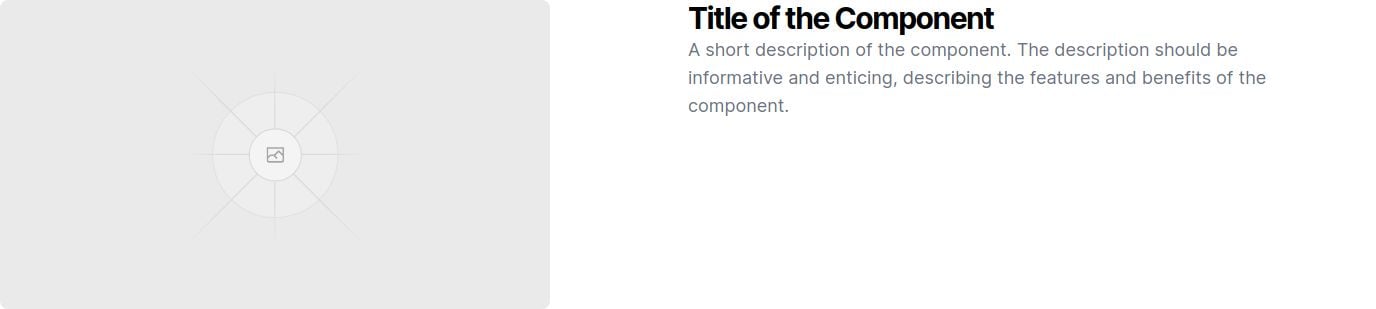 Title of the Component
A short description of the component. The description should be
informative and enticing, describing the features and benefits of the
component.